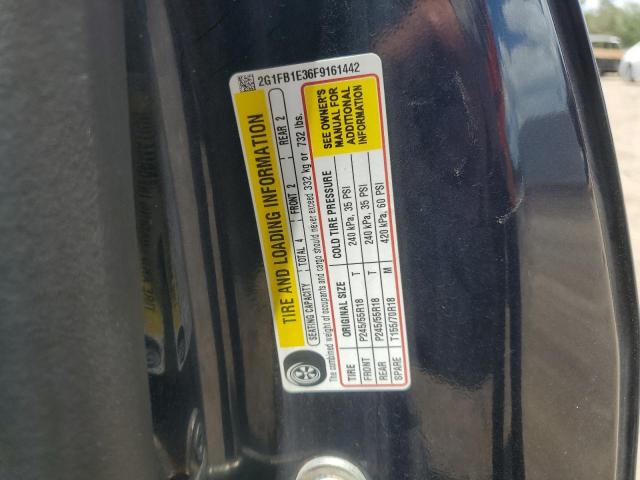 2G1FB1E36F9161442
TIRE AND LOADING INFORMATION
SEATING CAPACITY TOTAL 4 FRONT 2 REAR 2
The combined weight of occupants and cargo should never exceed 332 kg or 732 lbs.
TIRE ORIGINAL SIZE COLD TIRE PRESSURE
FRONT P245/55R18 T 240 kPa, 35 PSI
REAR P245/55R18 T 240 kPa, 35 PSI
SPARE T155/70R18 M 420 kPa, 60 PSI
SEE OWNER'S
MANUAL FOR
ADDITIONAL
INFORMATION